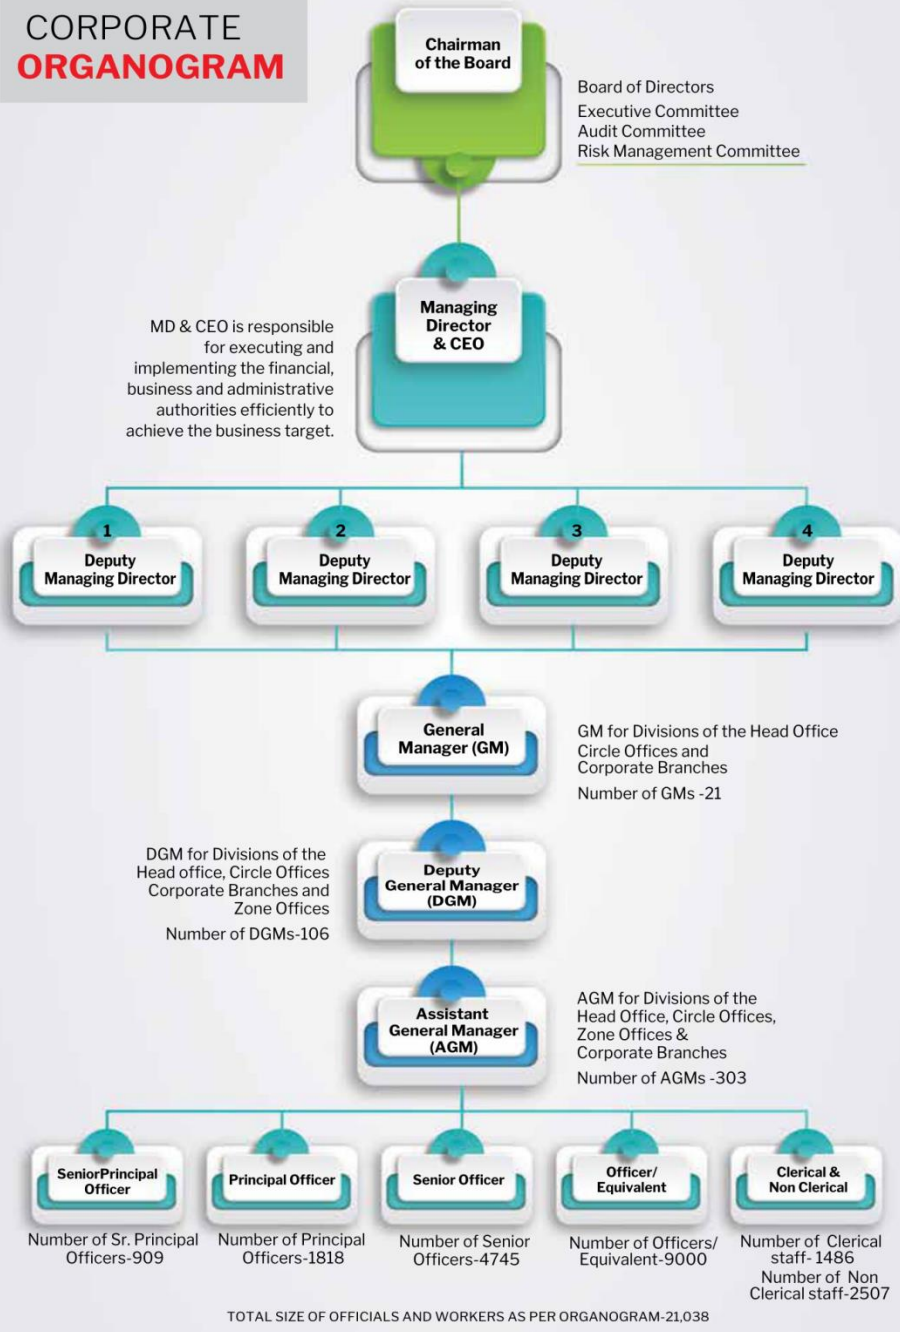 CORPORATE
ORGANOGRAM
Chairman
of the Board
Board of Directors
Executive Committee
Audit Committee
Risk Management Committee
Managing
Director
& CEO
MD & CEO is responsible
for executing and
implementing the financial,
business and administrative
authorities efficiently to
achieve the business target.
1
Deputy
Managing Director
2
Deputy
Managing Director
3
Deputy
Managing Director
4
Deputy
Managing Director
General
Manager (GM)
GM for Divisions of the Head Office
Circle Offices and
Corporate Branches
Number of GMs -21
Deputy
General Manager
(DGM)
DGM for Divisions of the
Head office, Circle Offices
Corporate Branches and
Zone Offices
Number of DGMs-106
Assistant
General Manager
(AGM)
AGM for Divisions of the
Head Office, Circle Offices,
Zone Offices &
Corporate Branches
Number of AGMs -303
SeniorPrincipal
Officer
Number of Sr. Principal
Officers-909
Principal Officer
Number of Principal
Officers-1818
Senior Officer
Number of Senior
Officers-4745
Officer/
Equivalent
Number of Officers/
Equivalent-9000
Clerical &
Non Clerical
Number of Clerical
staff- 1486
Number of Non
Clerical staff-2507
TOTAL SIZE OF OFFICIALS AND WORKERS AS PER ORGANOGRAM-21,038